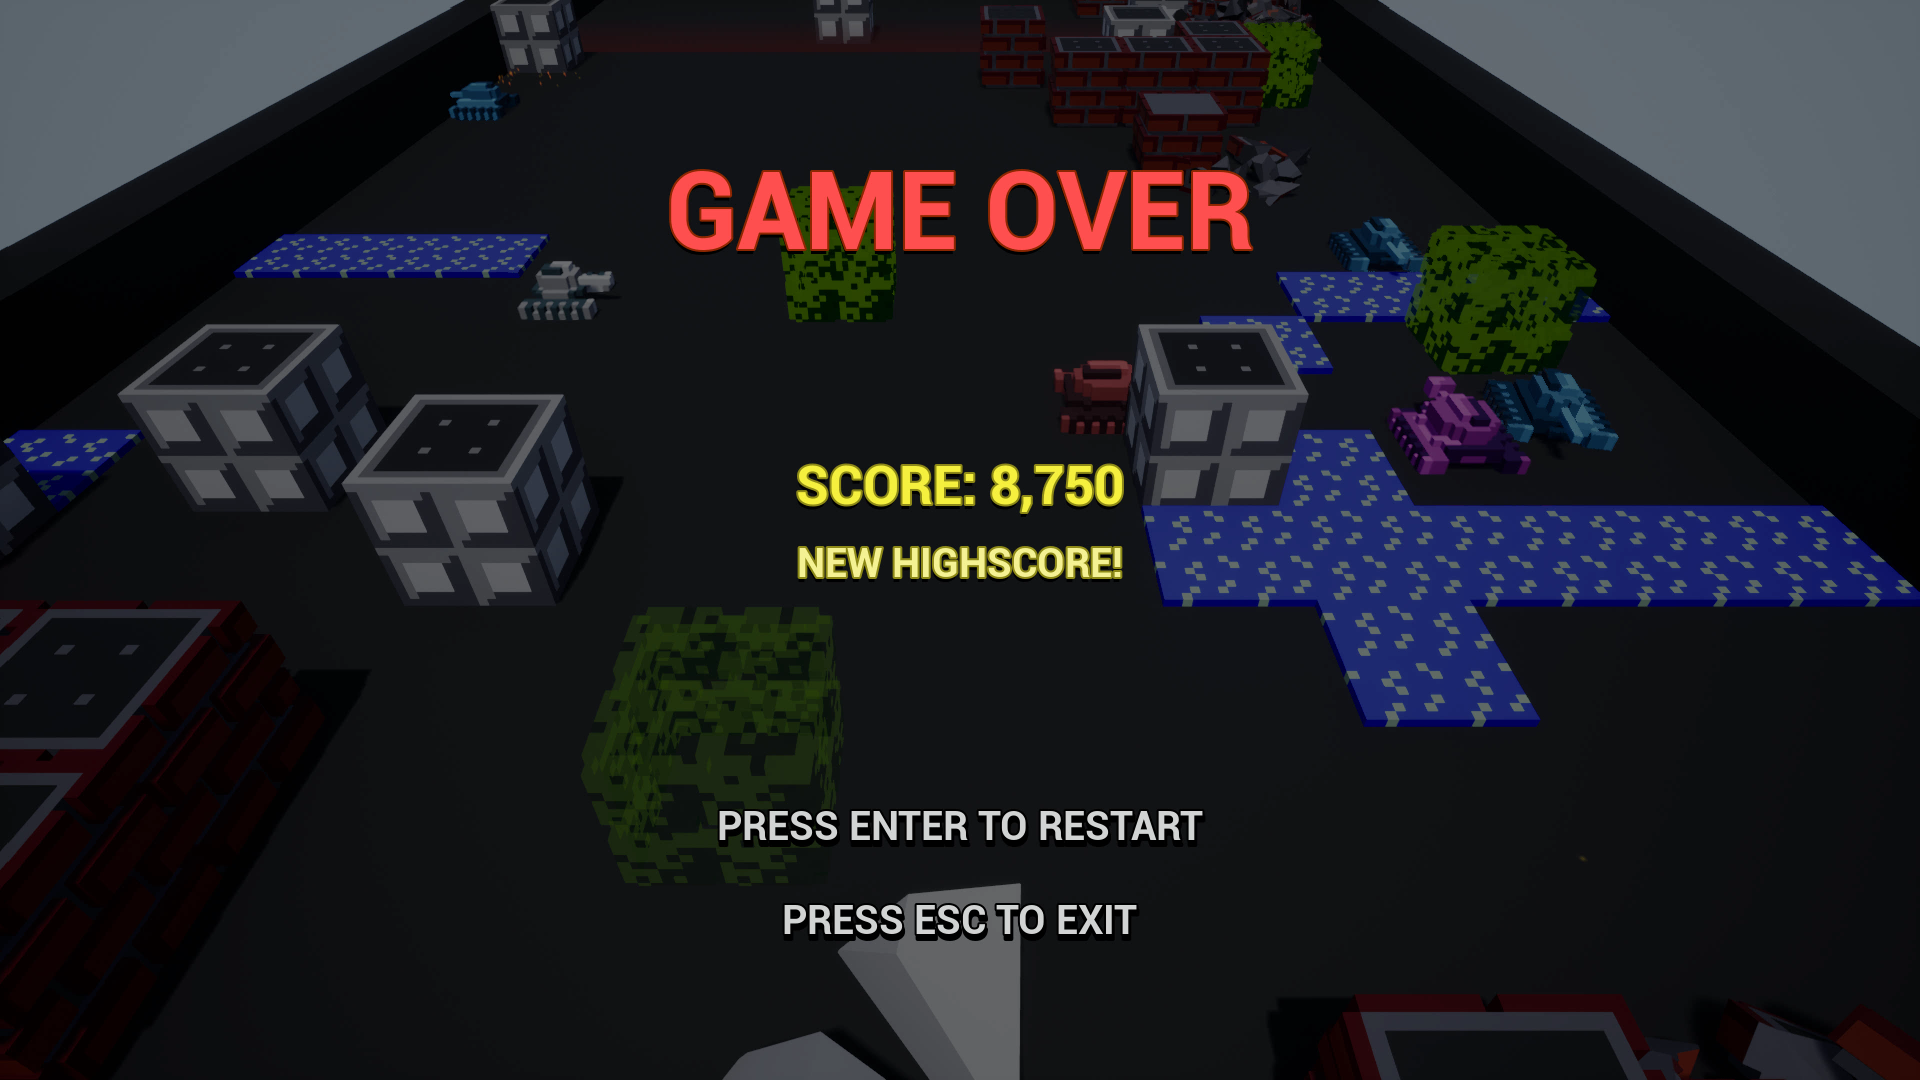 GAME OVER
SCORE: 8,750
NEW HIGHSCORE!
PRESS ENTER TO RESTART
PRESS ESC TO EXIT